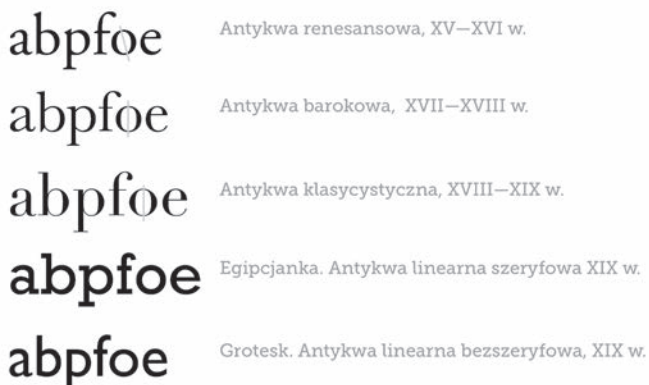 abpfoe Antykwa renesansowa, XV—XVI w.
abpfoe Antykwa barokowa, XVII—XVIII w.
abpfoe Antykwa klasycystyczna, XVIII—XIX w.
abpfoe Egipcjanka. Antykwa linearna szeryfowa XIX w.
abpfoe Grotesk. Antykwa linearna bezszeryfowa, XIX w.